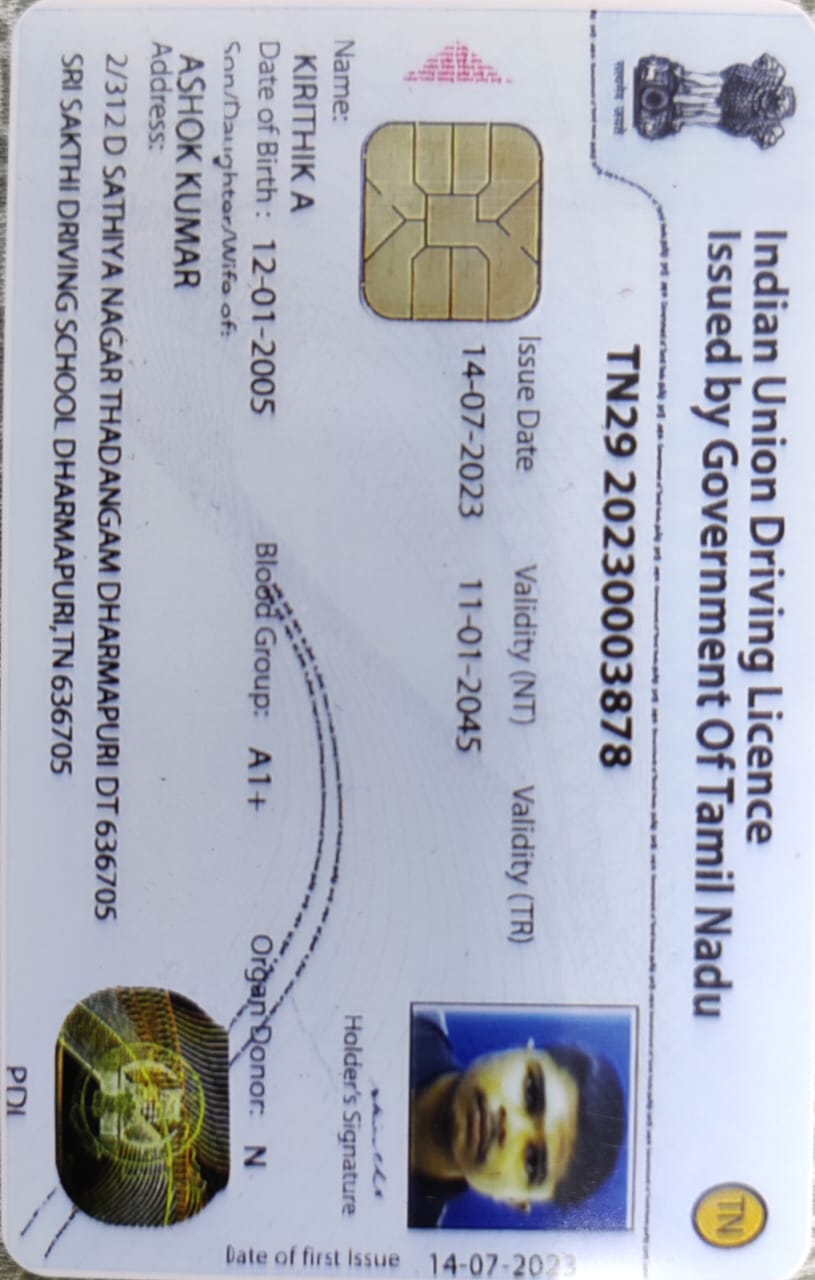 Indian Union Driving Licence
Issued by Government Of Tamil Nadu
TN
सत्यमेव जयते
TN29 20230003878
Issue Date Validity (NT) Validity (TR)
14-07-2023 11-01-2045
Name:
KIRITHIK A
Holder's Signature
Date of Birth : 12-01-2005 Blood Group: A1+ Organ Donor: N
Son/Daughter/Wife of:
ASHOK KUMAR
Address:
2/312 D SATHIYA NAGAR THADANGAM DHARMAPURI DT 636705
SRI SAKTHI DRIVING SCHOOL DHARMAPURI,TN 636705
Date of first Issue 14-07-2023